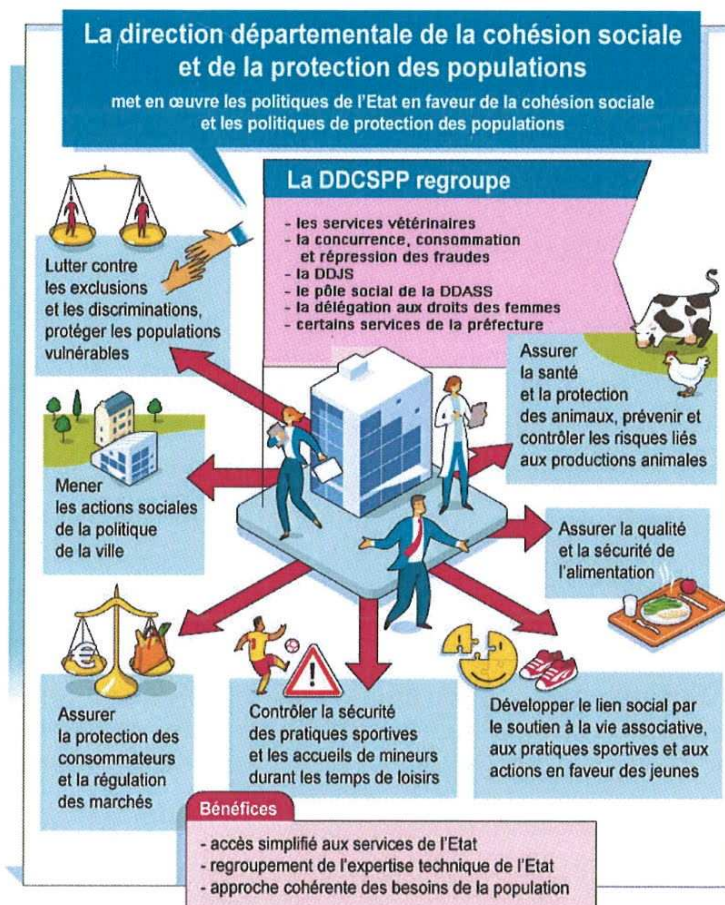 La direction départementale de la cohésion sociale
et de la protection des populations
met en œuvre les politiques de l'Etat en faveur de la cohésion sociale
et les politiques de protection des populations
La DDCSPP regroupe
- les services vétérinaires
- la concurrence, consommation
et répression des fraudes
- la DDJS
- le pôle social de la DDASS
- la délégation aux droits des femmes
- certains services de la préfecture
Lutter contre
les exclusions
et les discriminations,
protéger les populations
vulnérables
Assurer
la santé
et la protection
des animaux, prévenir et
contrôler les risques liés
aux productions animales
Mener
les actions sociales
de la politique
de la ville
Assurer la qualité
et la sécurité de
l'alimentation
€
Assurer
la protection des
consommateurs
et la régulation
des marchés
!
Contrôler la sécurité
des pratiques sportives
et les accueils de mineurs
durant les temps de loisirs
Développer le lien social par
le soutien à la vie associative,
aux pratiques sportives et aux
actions en faveur des jeunes
Bénéfices
- accès simplifié aux services de l'Etat
- regroupement de l'expertise technique de l'Etat
- approche cohérente des besoins de la population